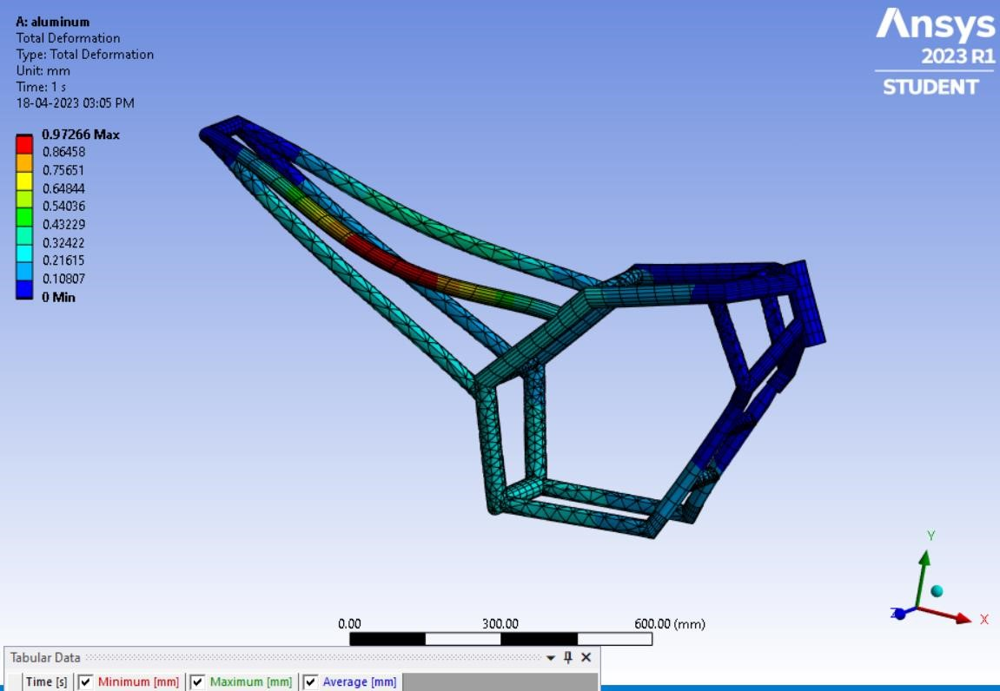 A: aluminum
Total Deformation
Type: Total Deformation
Unit: mm
Time: 1 s
18-04-2023 03:05 PM
Ansys
2023 R1
STUDENT
0.97266 Max
0.86458
0.75651
0.64844
0.54036
0.43229
0.32422
0.21615
0.10807
0 Min
Y
Z
X
0.00 300.00 600.00 (mm)
Tabular Data
Time [s] Minimum [mm] Maximum [mm] Average [mm]